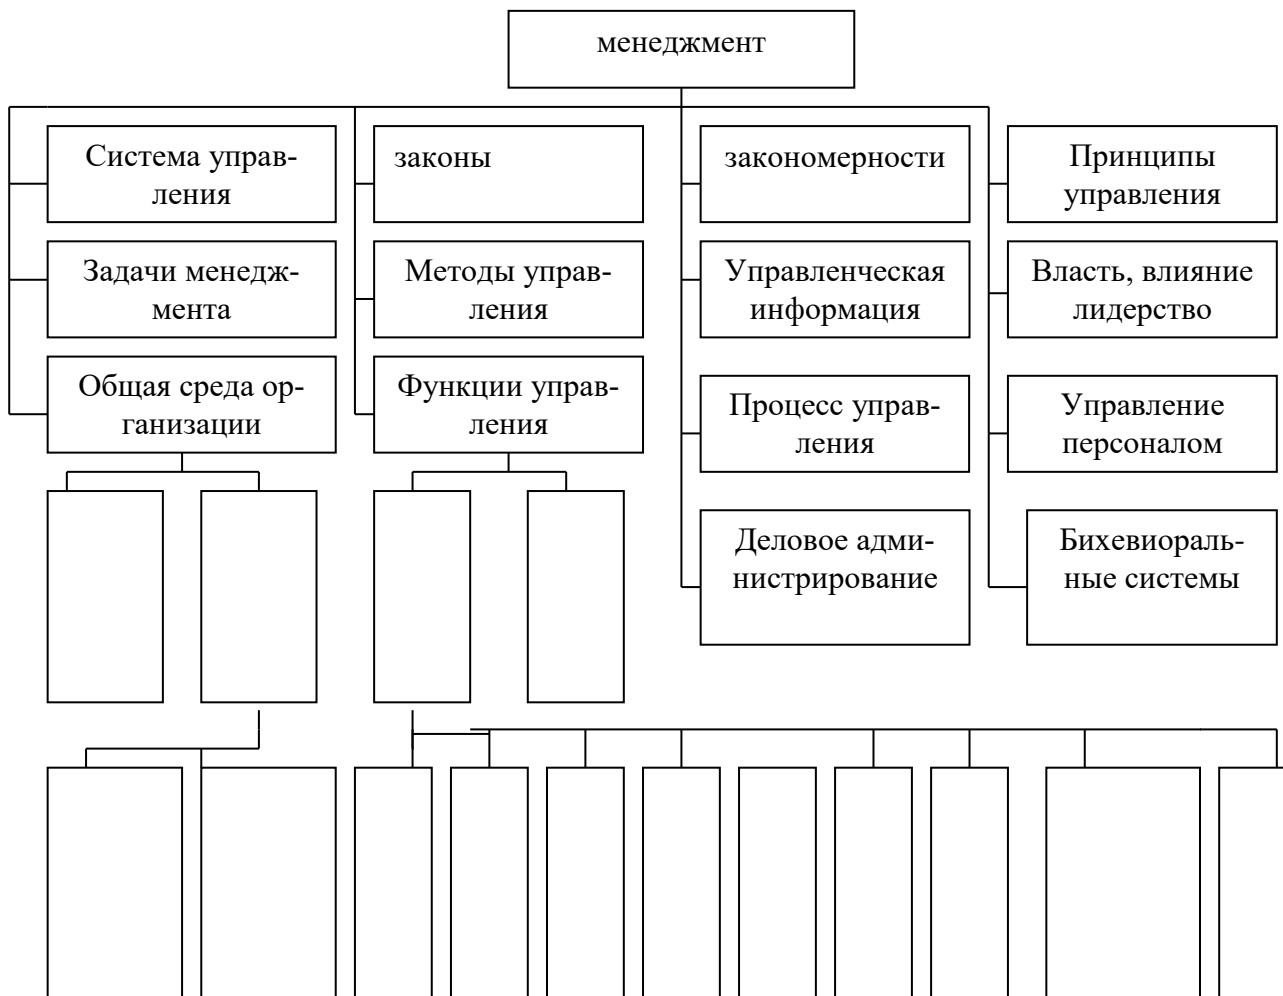 менеджмент
Система управ-
ления
законы
закономерности
Принципы
управления
Задачи менедж-
мента
Методы управ-
ления
Управленческая
информация
Власть, влияние
лидерство
Общая среда ор-
ганизации
Функции управ-
ления
Процесс управ-
ления
Управление
персоналом
Деловое адми-
нистрирование
Бихевиораль-
ные системы